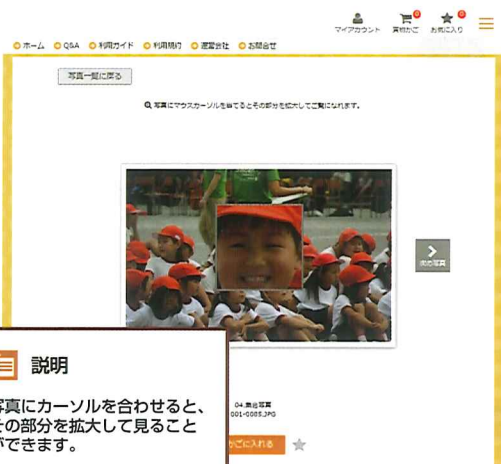 マイアカウント 買物かご 0 お気に入り 0
ホーム Q&A 利用ガイド 利用規約 運営会社 お問合せ
写真一覧に戻る
写真にマウスカーソルを当てるとその部分を拡大してご覧になれます。
次の写真
説明
写真にカーソルを合わせると、
その部分を拡大して見ること
ができます。
04.集合写真
001-0085.JPG
かごに入れる